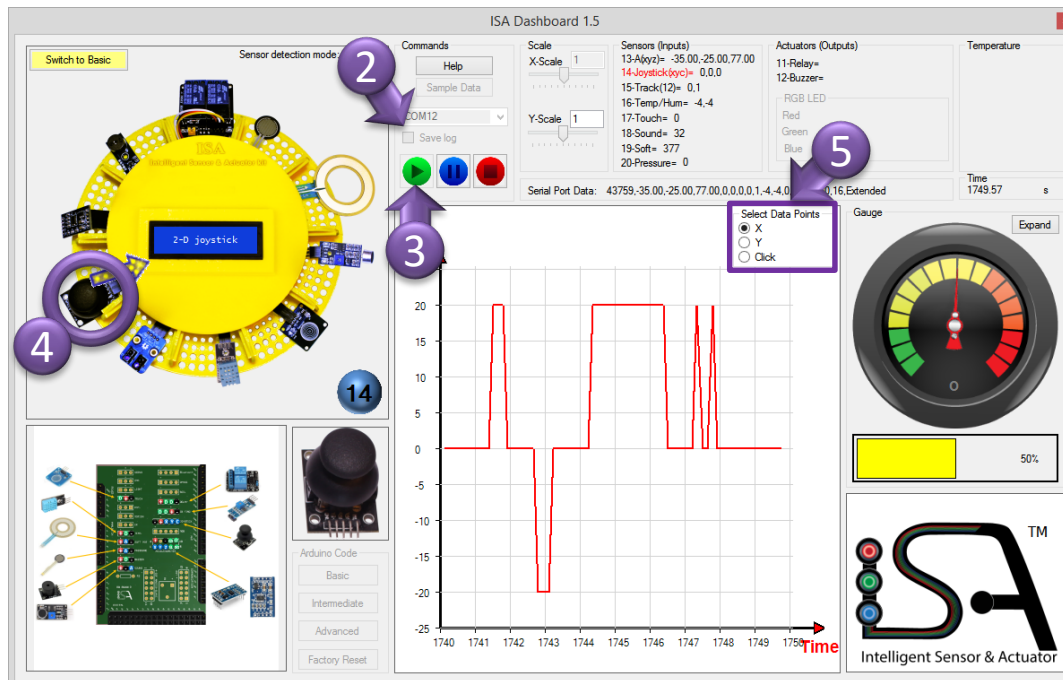 ISA Dashboard 1.5
Switch to Basic
Sensor detection mode:
ISA
Intelligent Sensor & Actuator Kit
2-D joystick
4
14
Commands
Help
Sample Data
2
COM12
Save log
3
Scale
X-Scale 1
Y-Scale 1
Sensors (Inputs)
13-A(xyz)= -35.00,-25.00,77.00
14-Joystick(xyc)= 0,0,0
15-Track(12)= 0,1
16-Temp/Hum= -4,-4
17-Touch= 0
18-Sound= 32
19-Soft= 377
20-Pressure= 0
Actuators (Outputs)
11-Relay=
12-Buzzer=
RGB LED
Red
Green
Blue
5
Temperature
Serial Port Data: 43759,-35.00,-25.00,77.00,0,0,0,0,1,-4,-4,0 0,16,Extended
Time
1749.57 s
Select Data Points
X
Y
Click
20
15
10
5
0
-5
-10
-15
-20
-25
1740 1741 1742 1743 1744 1745 1746 1747 1748 1749 1750
Time
Gauge
Expand
0
50%
Arduino Code
Basic
Intermediate
Advanced
Factory Reset
ISA
TM
Intelligent Sensor & Actuator